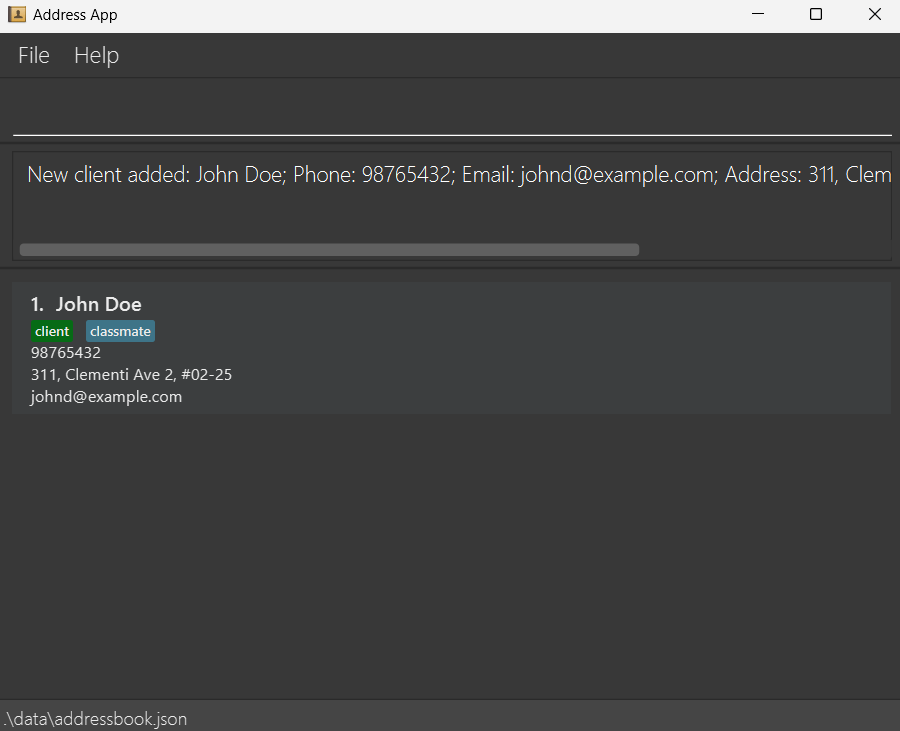 Address App
File Help
New client added: John Doe; Phone: 98765432; Email: johnd@example.com; Address: 311, Clem
1. John Doe
client classmate
98765432
311, Clementi Ave 2, #02-25
johnd@example.com
.\data\addressbook.json